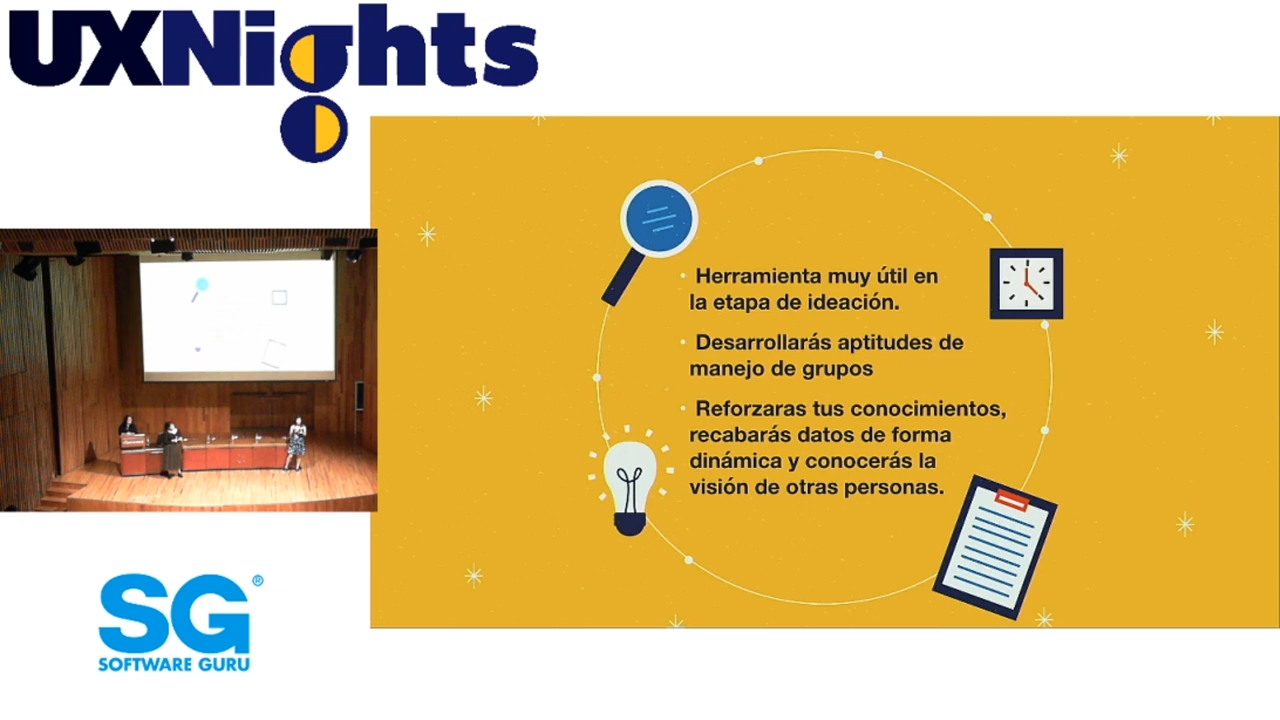 UXNights
• Herramienta muy útil en
la etapa de ideación.
• Desarrollarás aptitudes de
manejo de grupos
• Reforzaras tus conocimientos,
recabarás datos de forma
dinámica y conocerás la
visión de otras personas.
SG®
SOFTWARE GURU